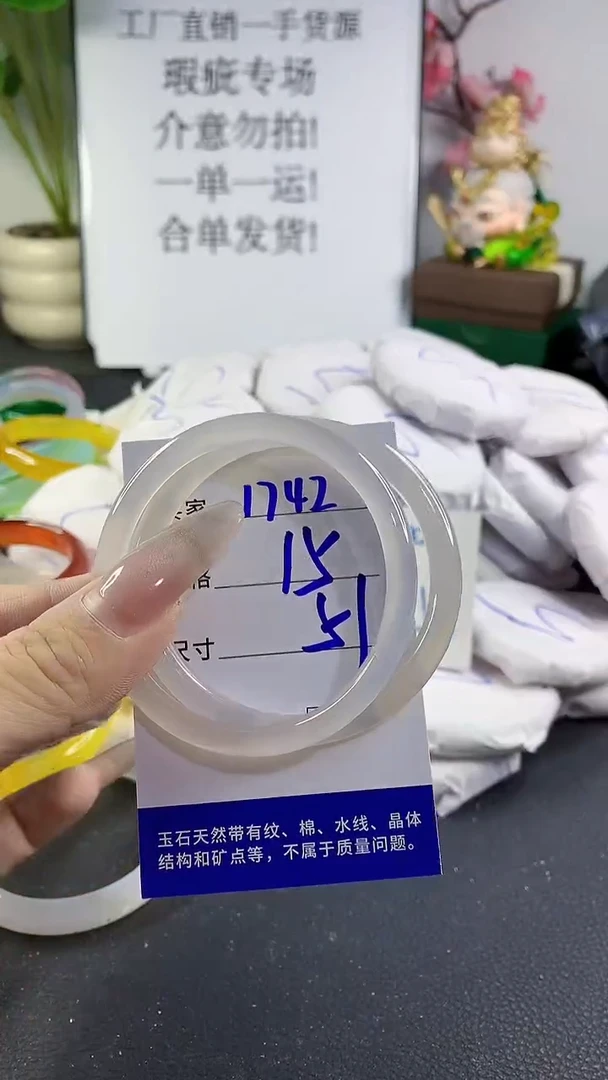 工厂直销一手货源
瑕疵专场
介意勿拍!
一单一运!
合单发货!
家 1742
格 15
尺寸 51
玉石天然带有纹、棉、水线、晶体
结构和矿点等，不属于质量问题。